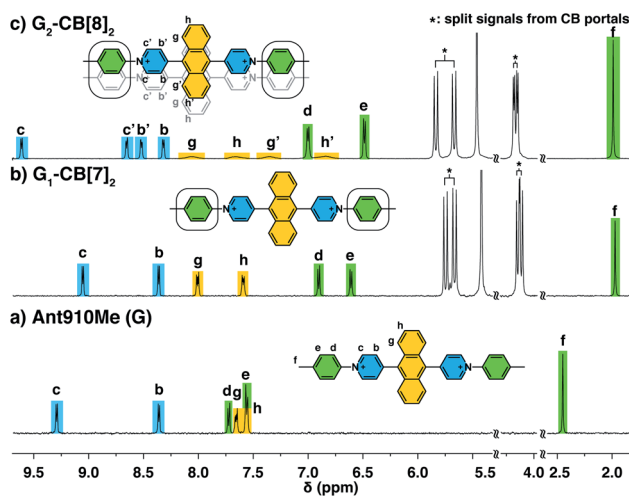 c) G₂-CB[8]₂
*: split signals from CB portals
g h
c' b'
N + + N
c b
g'
h'
g h
c c' b' b g h g' h' d e * * f
b) G₁-CB[7]₂
N + + N
c b g h d e * * f
a) Ant910Me (G)
h
g
e d c b
f N + + N
c b d g e h f
9.5 9.0 8.5 8.0 7.5 7.0 6.5 6.0 5.5 4.0 2.5 2.0
δ (ppm)